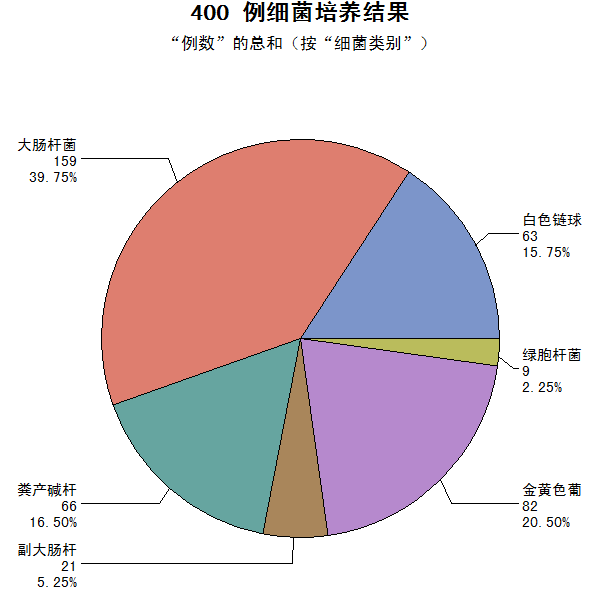 400 例细菌培养结果
“例数”的总和（按“细菌类别”）
大肠杆菌
159
39.75%
白色链球
63
15.75%
绿胞杆菌
9
2.25%
粪产碱杆
66
16.50%
金黄色葡
82
20.50%
副大肠杆
21
5.25%